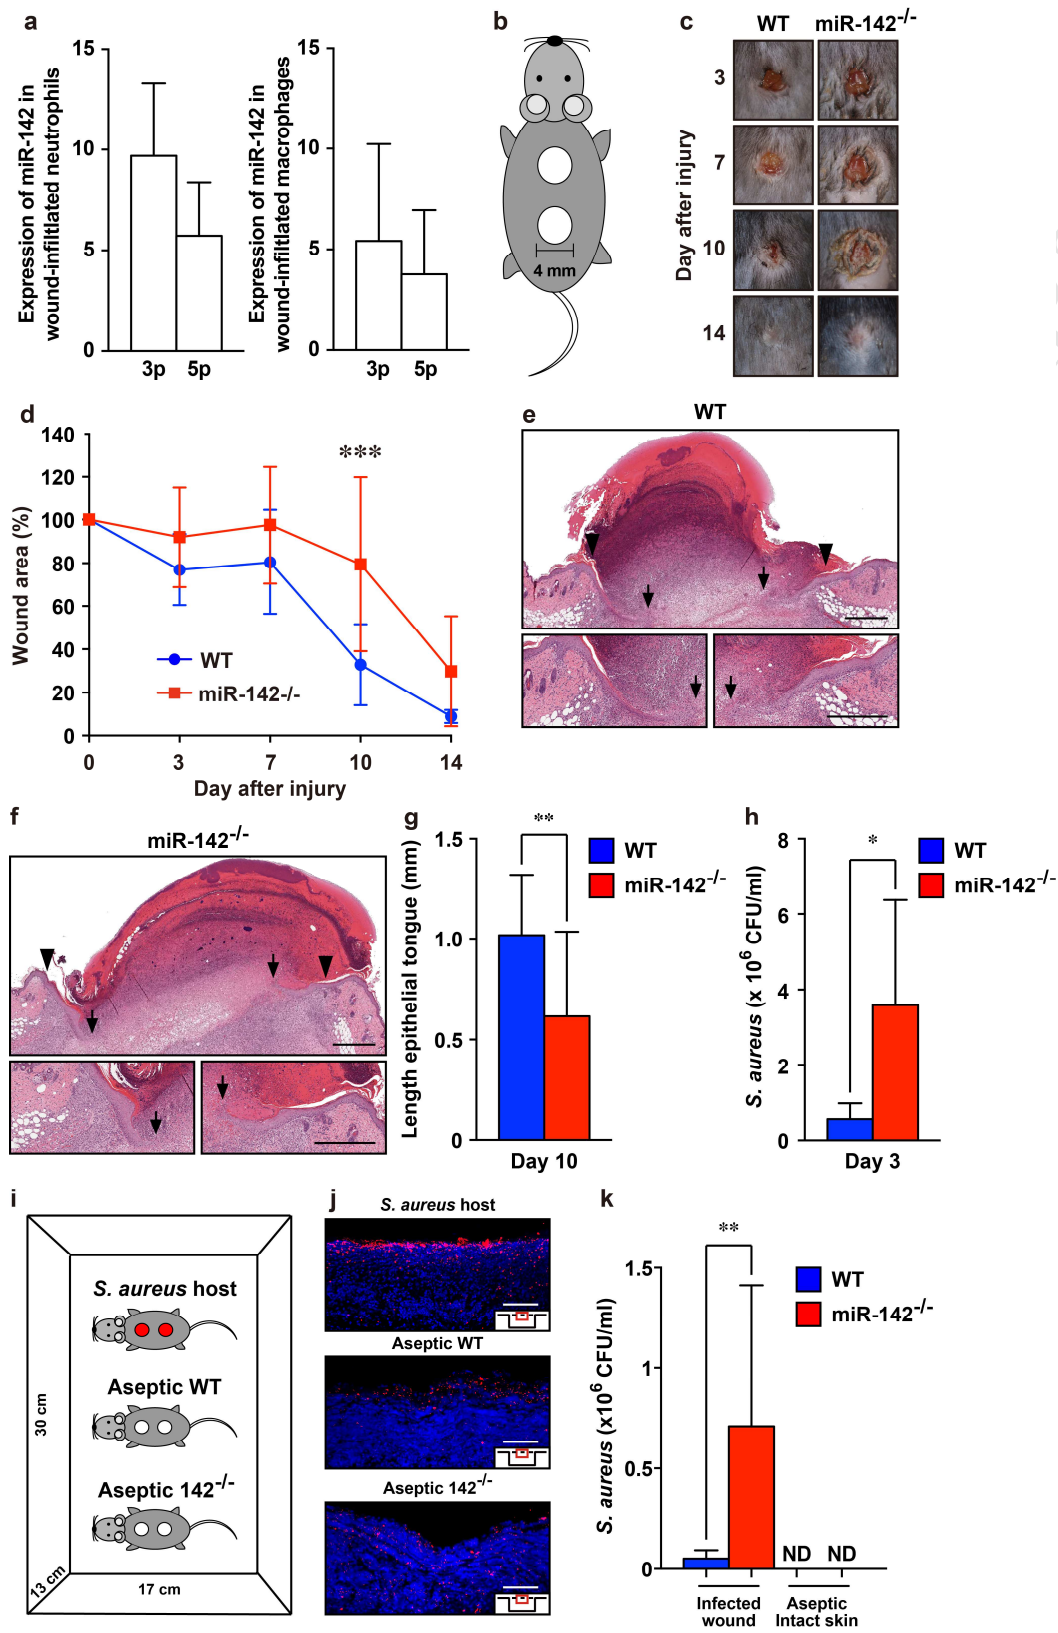 a
Expression of miR-142 in
wound-infiltlated neutrophils
15
10
5
0
3p 5p
Expression of miR-142 in
wound-infiltlated macrophages
15
10
5
0
3p 5p
b
4 mm
c
WT miR-142-/-
Day after injury
3
7
10
14
d
Wound area (%)
140
120
100
80
60
40
20
0
***
WT
miR-142-/-
0 3 7 10 14
Day after injury
e
WT
f
miR-142-/-
g
Length epithelial tongue (mm)
1.5
1.0
0.5
0
**
WT
miR-142-/-
Day 10
h
S. aureus (x 10^6 CFU/ml)
8
6
4
2
0
*
WT
miR-142-/-
Day 3
i
S. aureus host
Aseptic WT
Aseptic 142-/-
30 cm
13 cm
17 cm
j
S. aureus host
Aseptic WT
Aseptic 142-/-
k
S. aureus (x10^6 CFU/ml)
1.5
1
0.5
0
**
WT
miR-142-/-
ND ND
Infected
wound
Aseptic
Intact skin